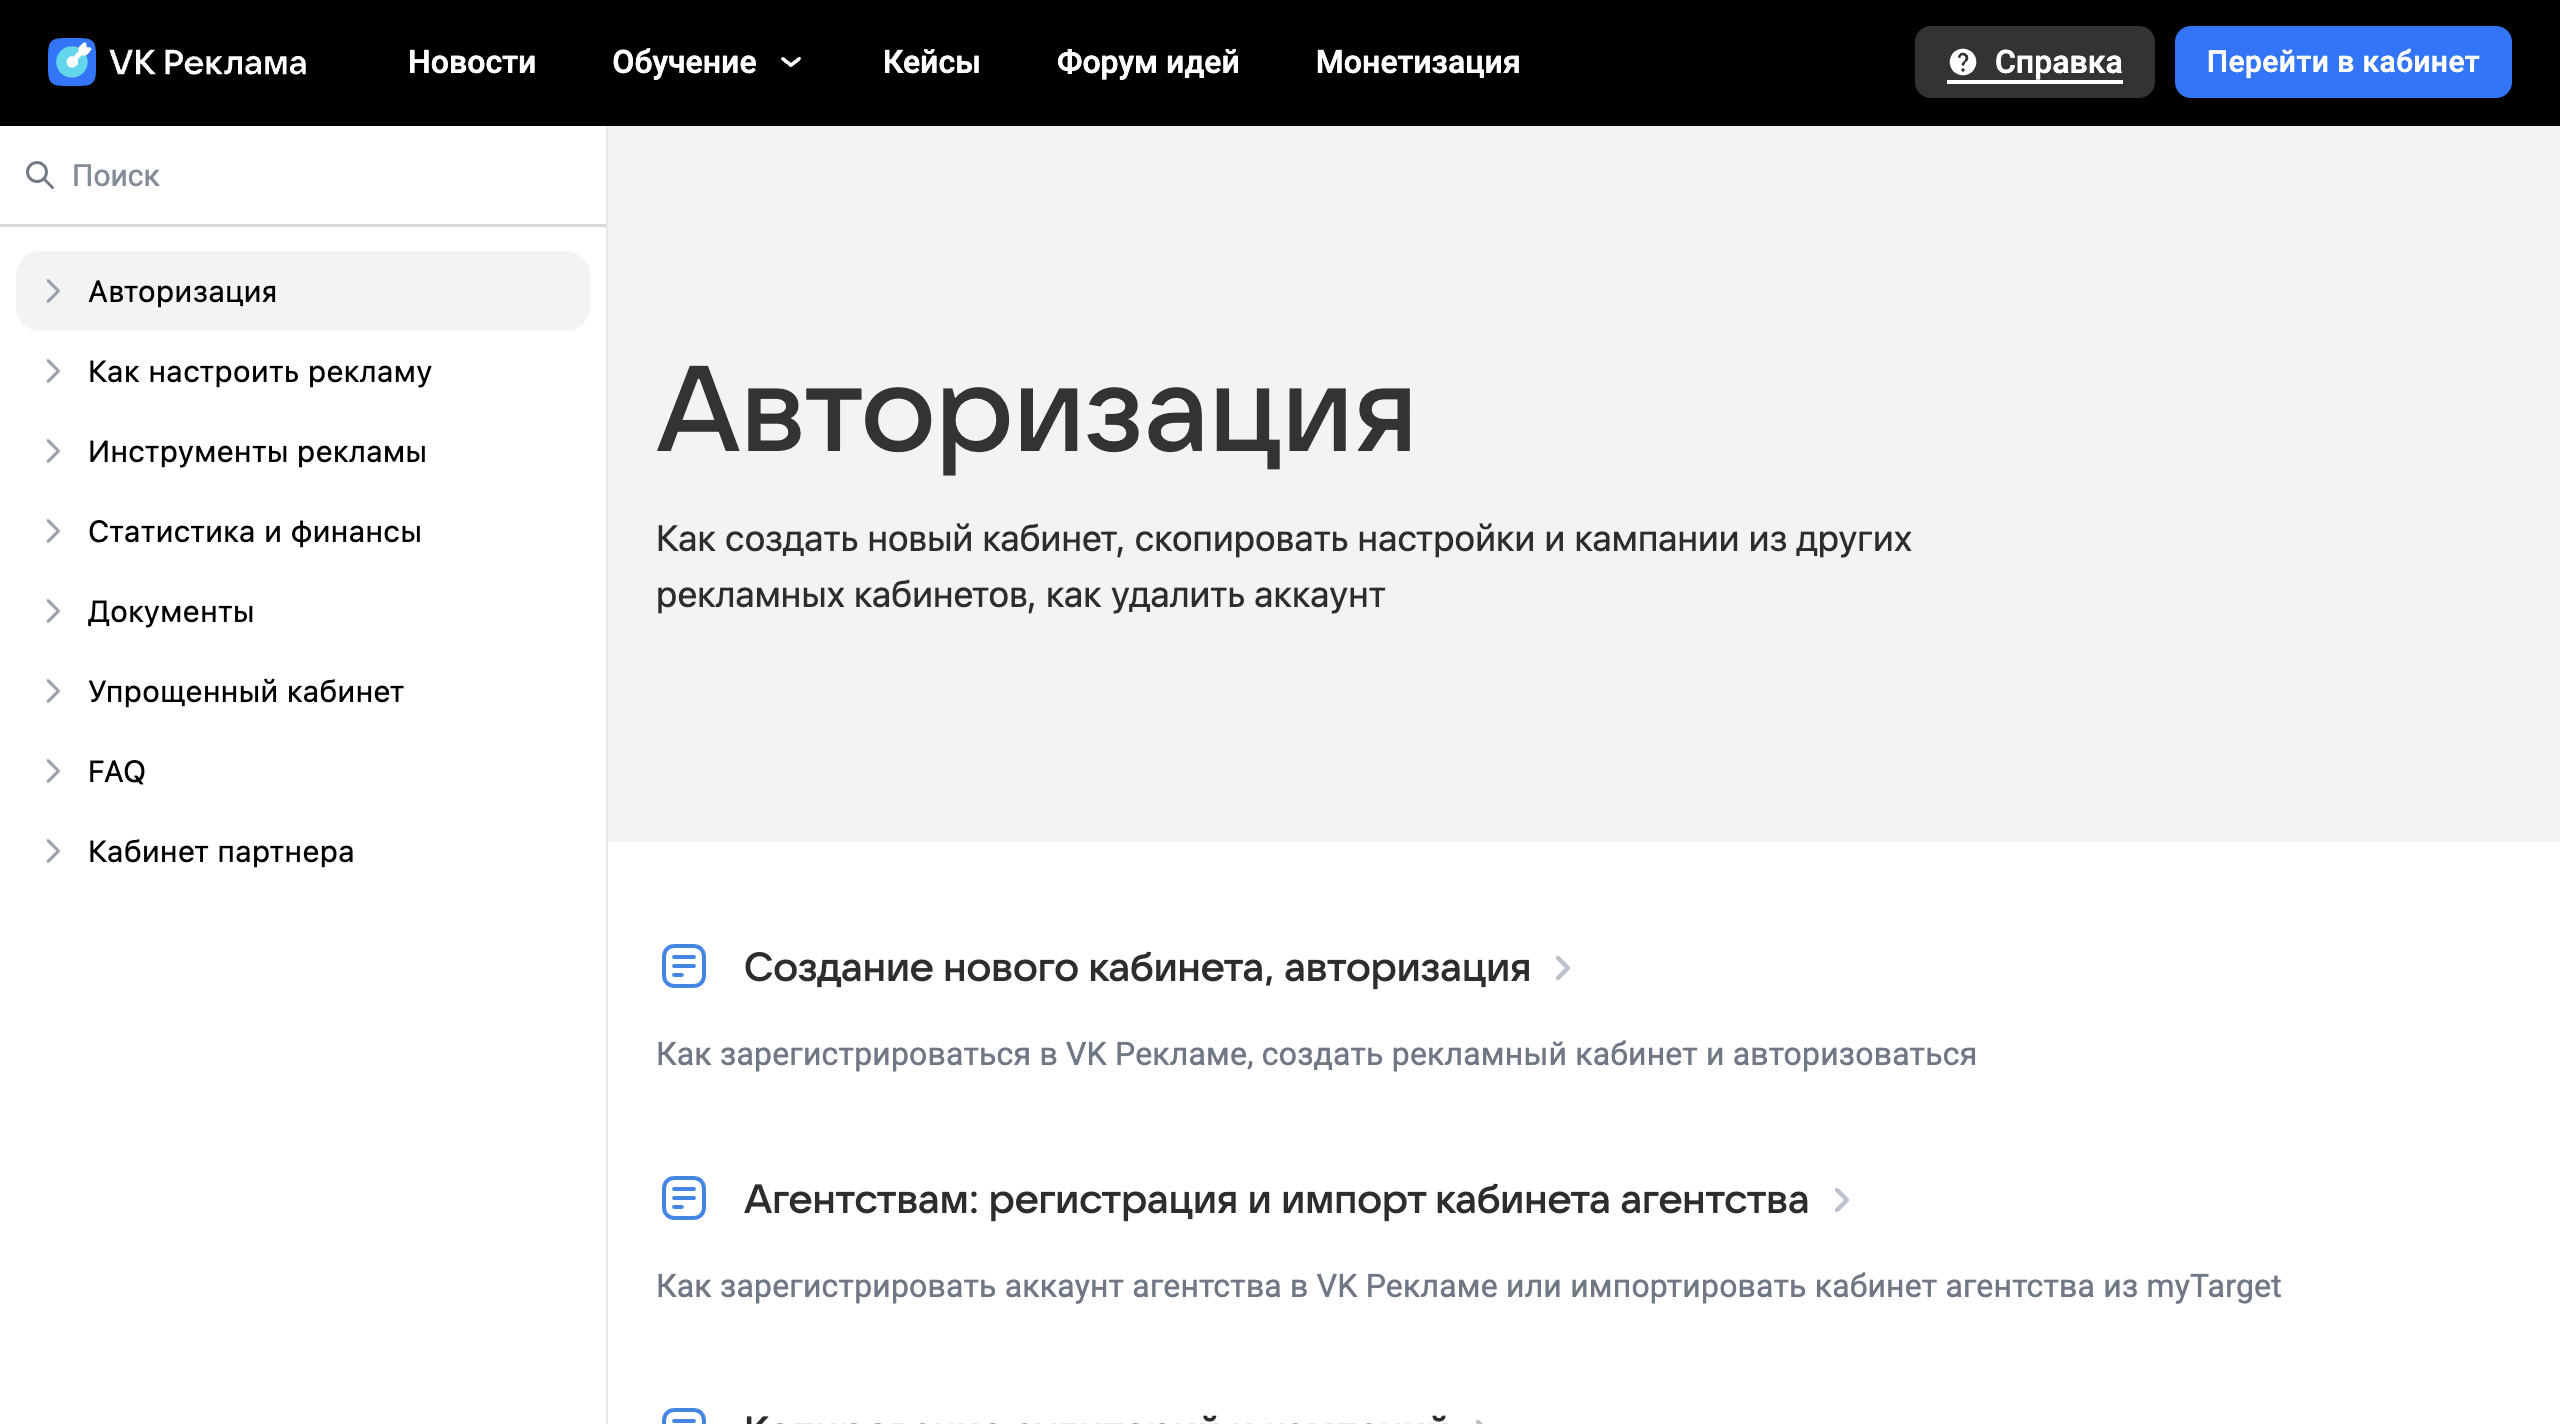 VK Реклама
Новости
Обучение
Кейсы
Форум идей
Монетизация
Справка
Перейти в кабинет
Поиск
Авторизация
Как настроить рекламу
Инструменты рекламы
Статистика и финансы
Документы
Упрощенный кабинет
FAQ
Кабинет партнера
Авторизация
Как создать новый кабинет, скопировать настройки и кампании из других
рекламных кабинетов, как удалить аккаунт
Создание нового кабинета, авторизация
Как зарегистрироваться в VK Рекламе, создать рекламный кабинет и авторизоваться
Агентствам: регистрация и импорт кабинета агентства
Как зарегистрировать аккаунт агентства в VK Рекламе или импортировать кабинет агентства из myTarget